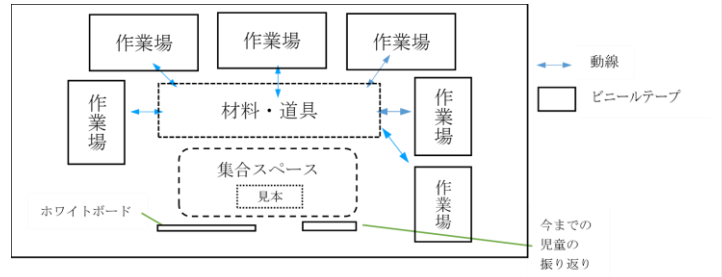 作業場
作業場
作業場
動線
ビニールテープ
作業場
材料・道具
作業場
集合スペース
見本
作業場
ホワイトボード
今までの
児童の
振り返り